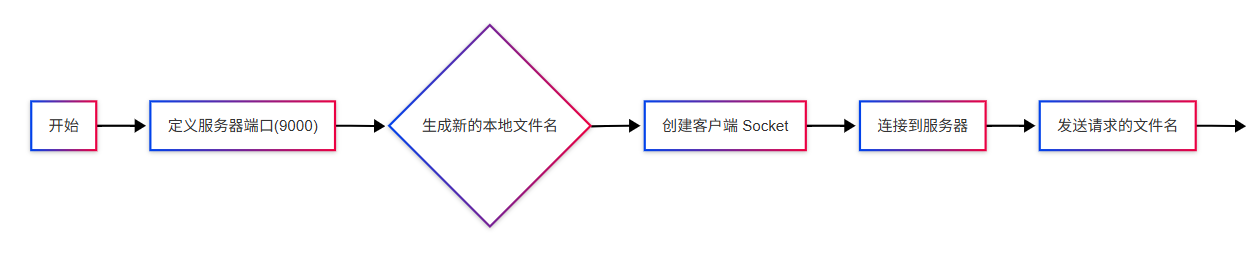 开始
定义服务器端口(9000)
生成新的本地文件名
创建客户端 Socket
连接到服务器
发送请求的文件名